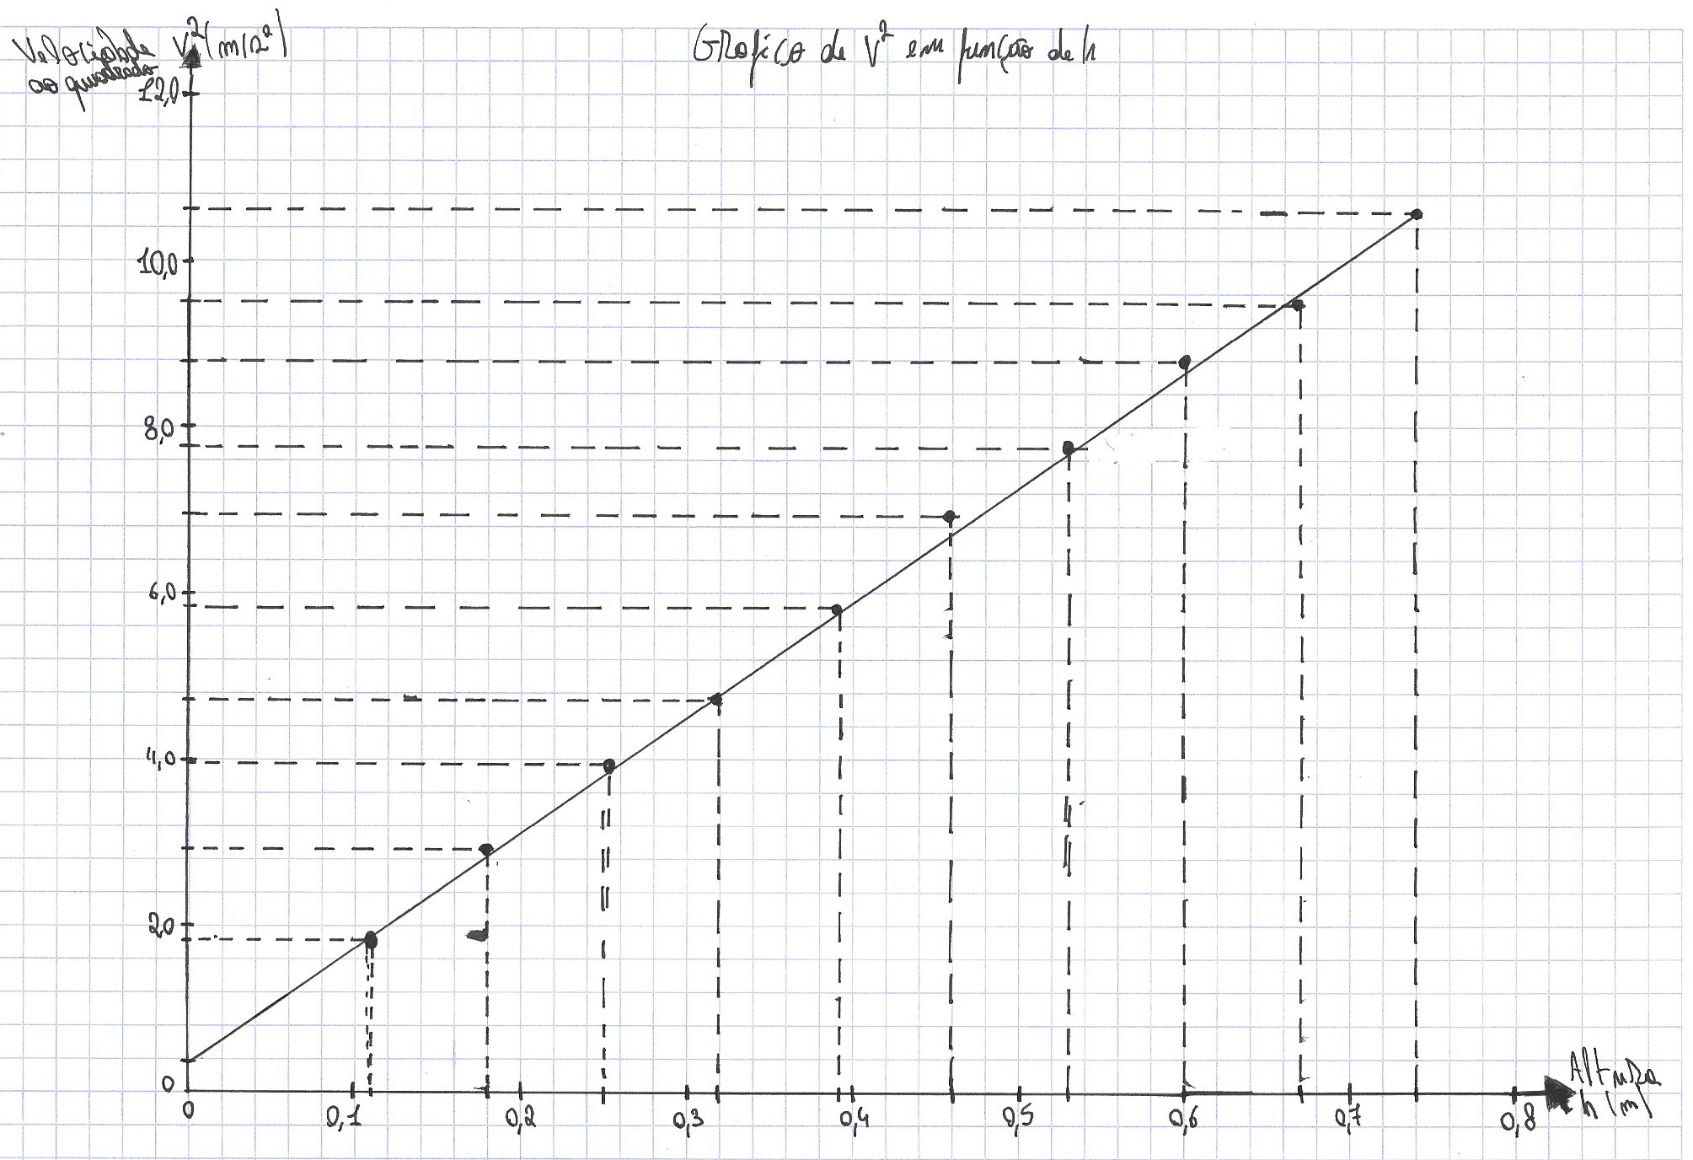 Velocidade
ao quadrado
V²(m/s²)
Gráfico de V² em função de h
12,0
10,0
8,0
6,0
4,0
2,0
0
0
0,1
0,2
0,3
0,4
0,5
0,6
0,7
0,8
Altura
h (m)